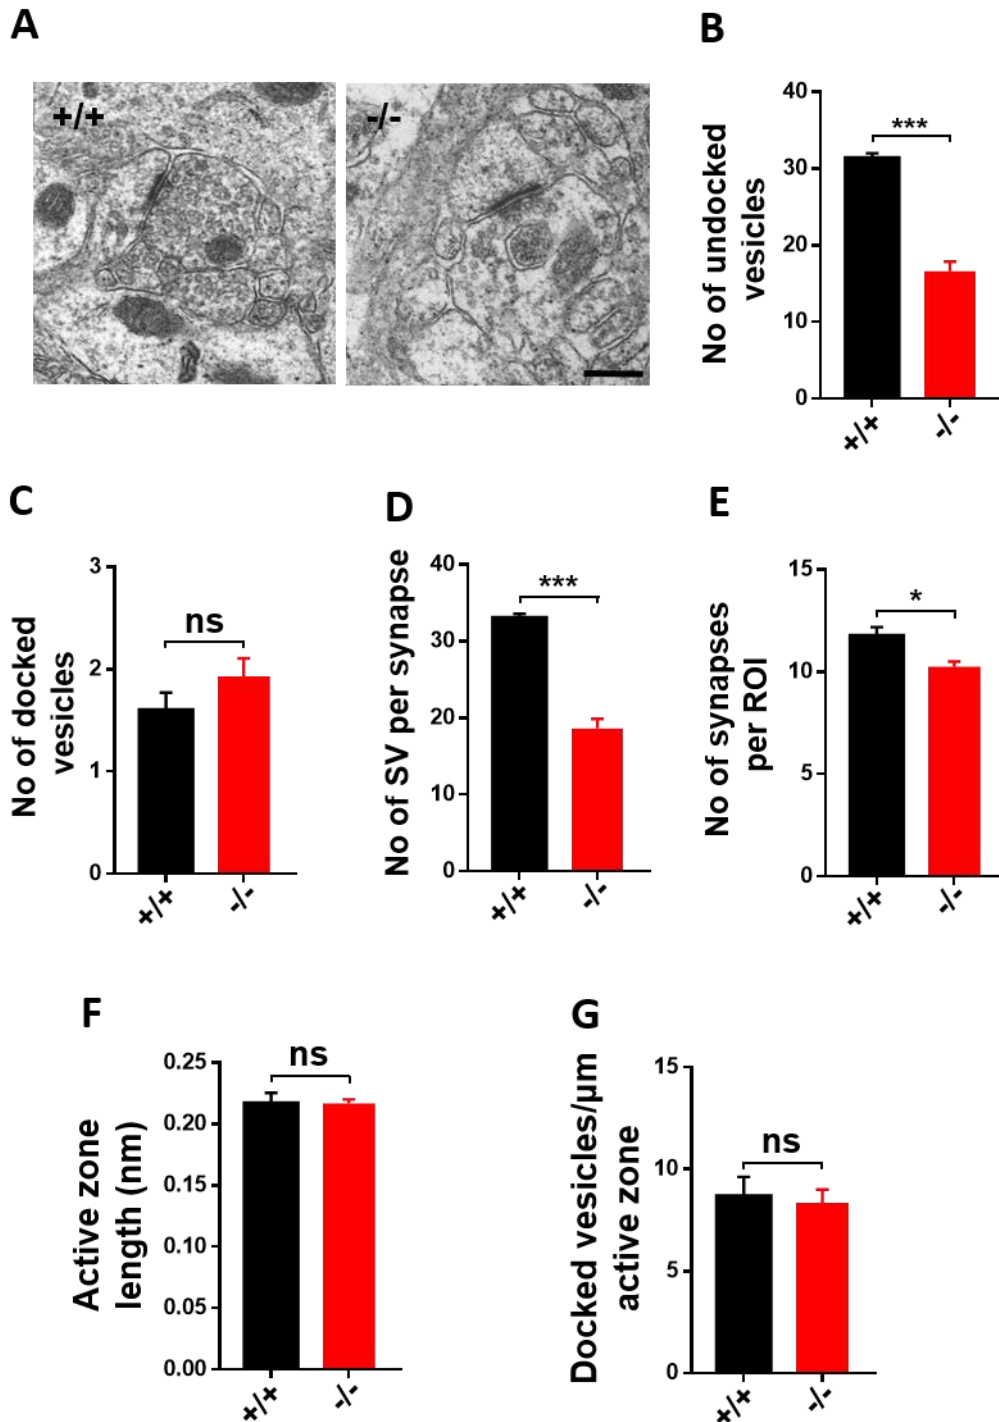 A
+/+
-/-
B
No of undocked
vesicles
40
30
20
10
0
***
+/+
-/-
C
No of docked
vesicles
3
2
1
0
ns
+/+
-/-
D
No of SV per synapse
40
30
20
10
0
***
+/+
-/-
E
No of synapses
per ROI
15
10
5
0
*
+/+
-/-
F
Active zone
length (nm)
0.25
0.20
0.15
0.10
0.05
0.00
ns
+/+
-/-
G
Docked vesicles/µm
active zone
15
10
5
0
ns
+/+
-/-